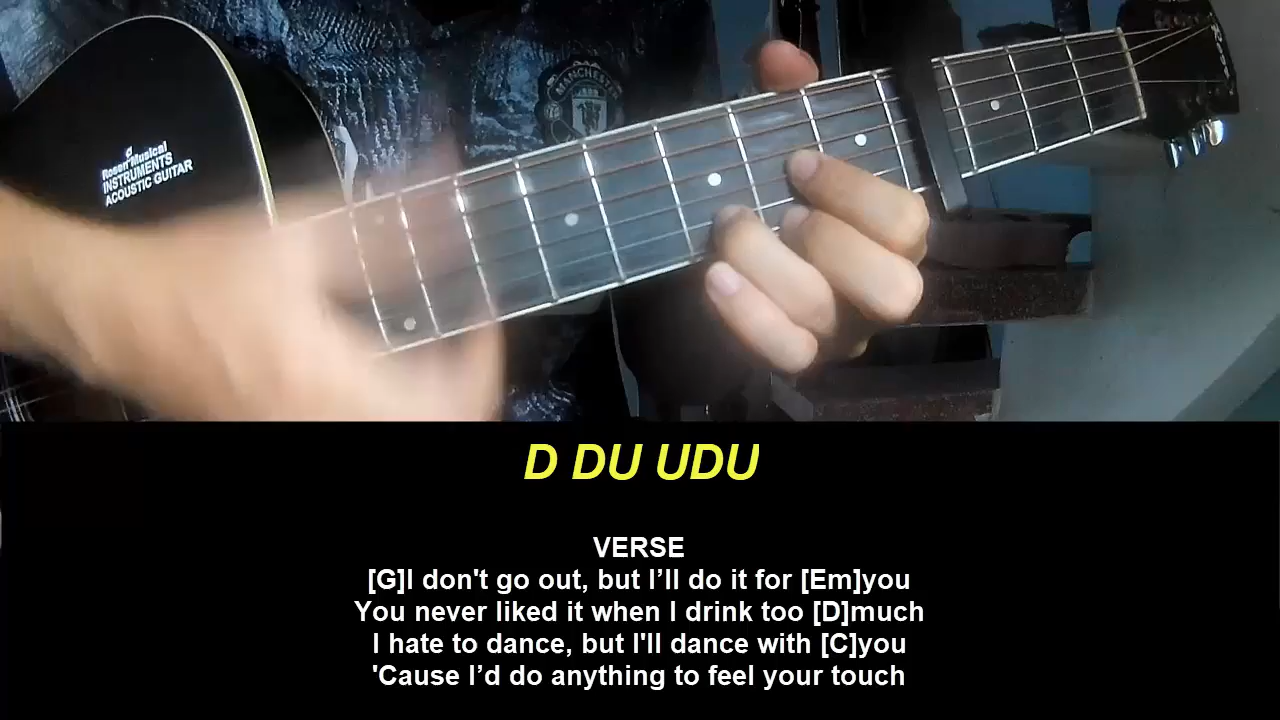 Roser Musical
INSTRUMENTS
ACOUSTIC GUITAR
MANCHESTER
D DU UDU
VERSE
[G]I don't go out, but I’ll do it for [Em]you
You never liked it when I drink too [D]much
I hate to dance, but I'll dance with [C]you
'Cause I’d do anything to feel your touch